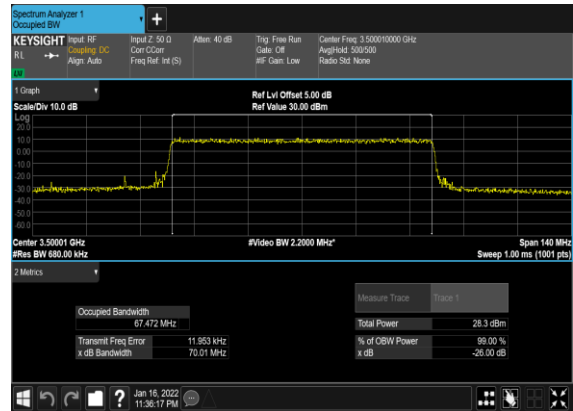 Spectrum Analyzer 1
Occupied BW
KEYSIGHT
RL
Input: RF
Coupling: DC
Align: Auto
Input Z: 50 Ω
Corr CCorr
Freq Ref: Int (S)
Atten: 40 dB
Trig: Free Run
Gate: Off
#IF Gain: Low
Center Freq: 3.500010000 GHz
Avg|Hold: 500/500
Radio Std: None
1 Graph
Scale/Div 10.0 dB
Ref Lvl Offset 5.00 dB
Ref Value 30.00 dBm
Log
20.0
10.0
0.00
-10.0
-20.0
-30.0
-40.0
-50.0
-60.0
Center 3.50001 GHz
#Res BW 680.00 kHz
#Video BW 2.2000 MHz*
Span 140 MHz
Sweep 1.00 ms (1001 pts)
2 Metrics
Measure Trace Trace 1
Occupied Bandwidth
67.472 MHz
Total Power 28.3 dBm
Transmit Freq Error 11.953 kHz
% of OBW Power 99.00 %
x dB Bandwidth 70.01 MHz
x dB -26.00 dB
Jan 16, 2022
11:36:17 PM